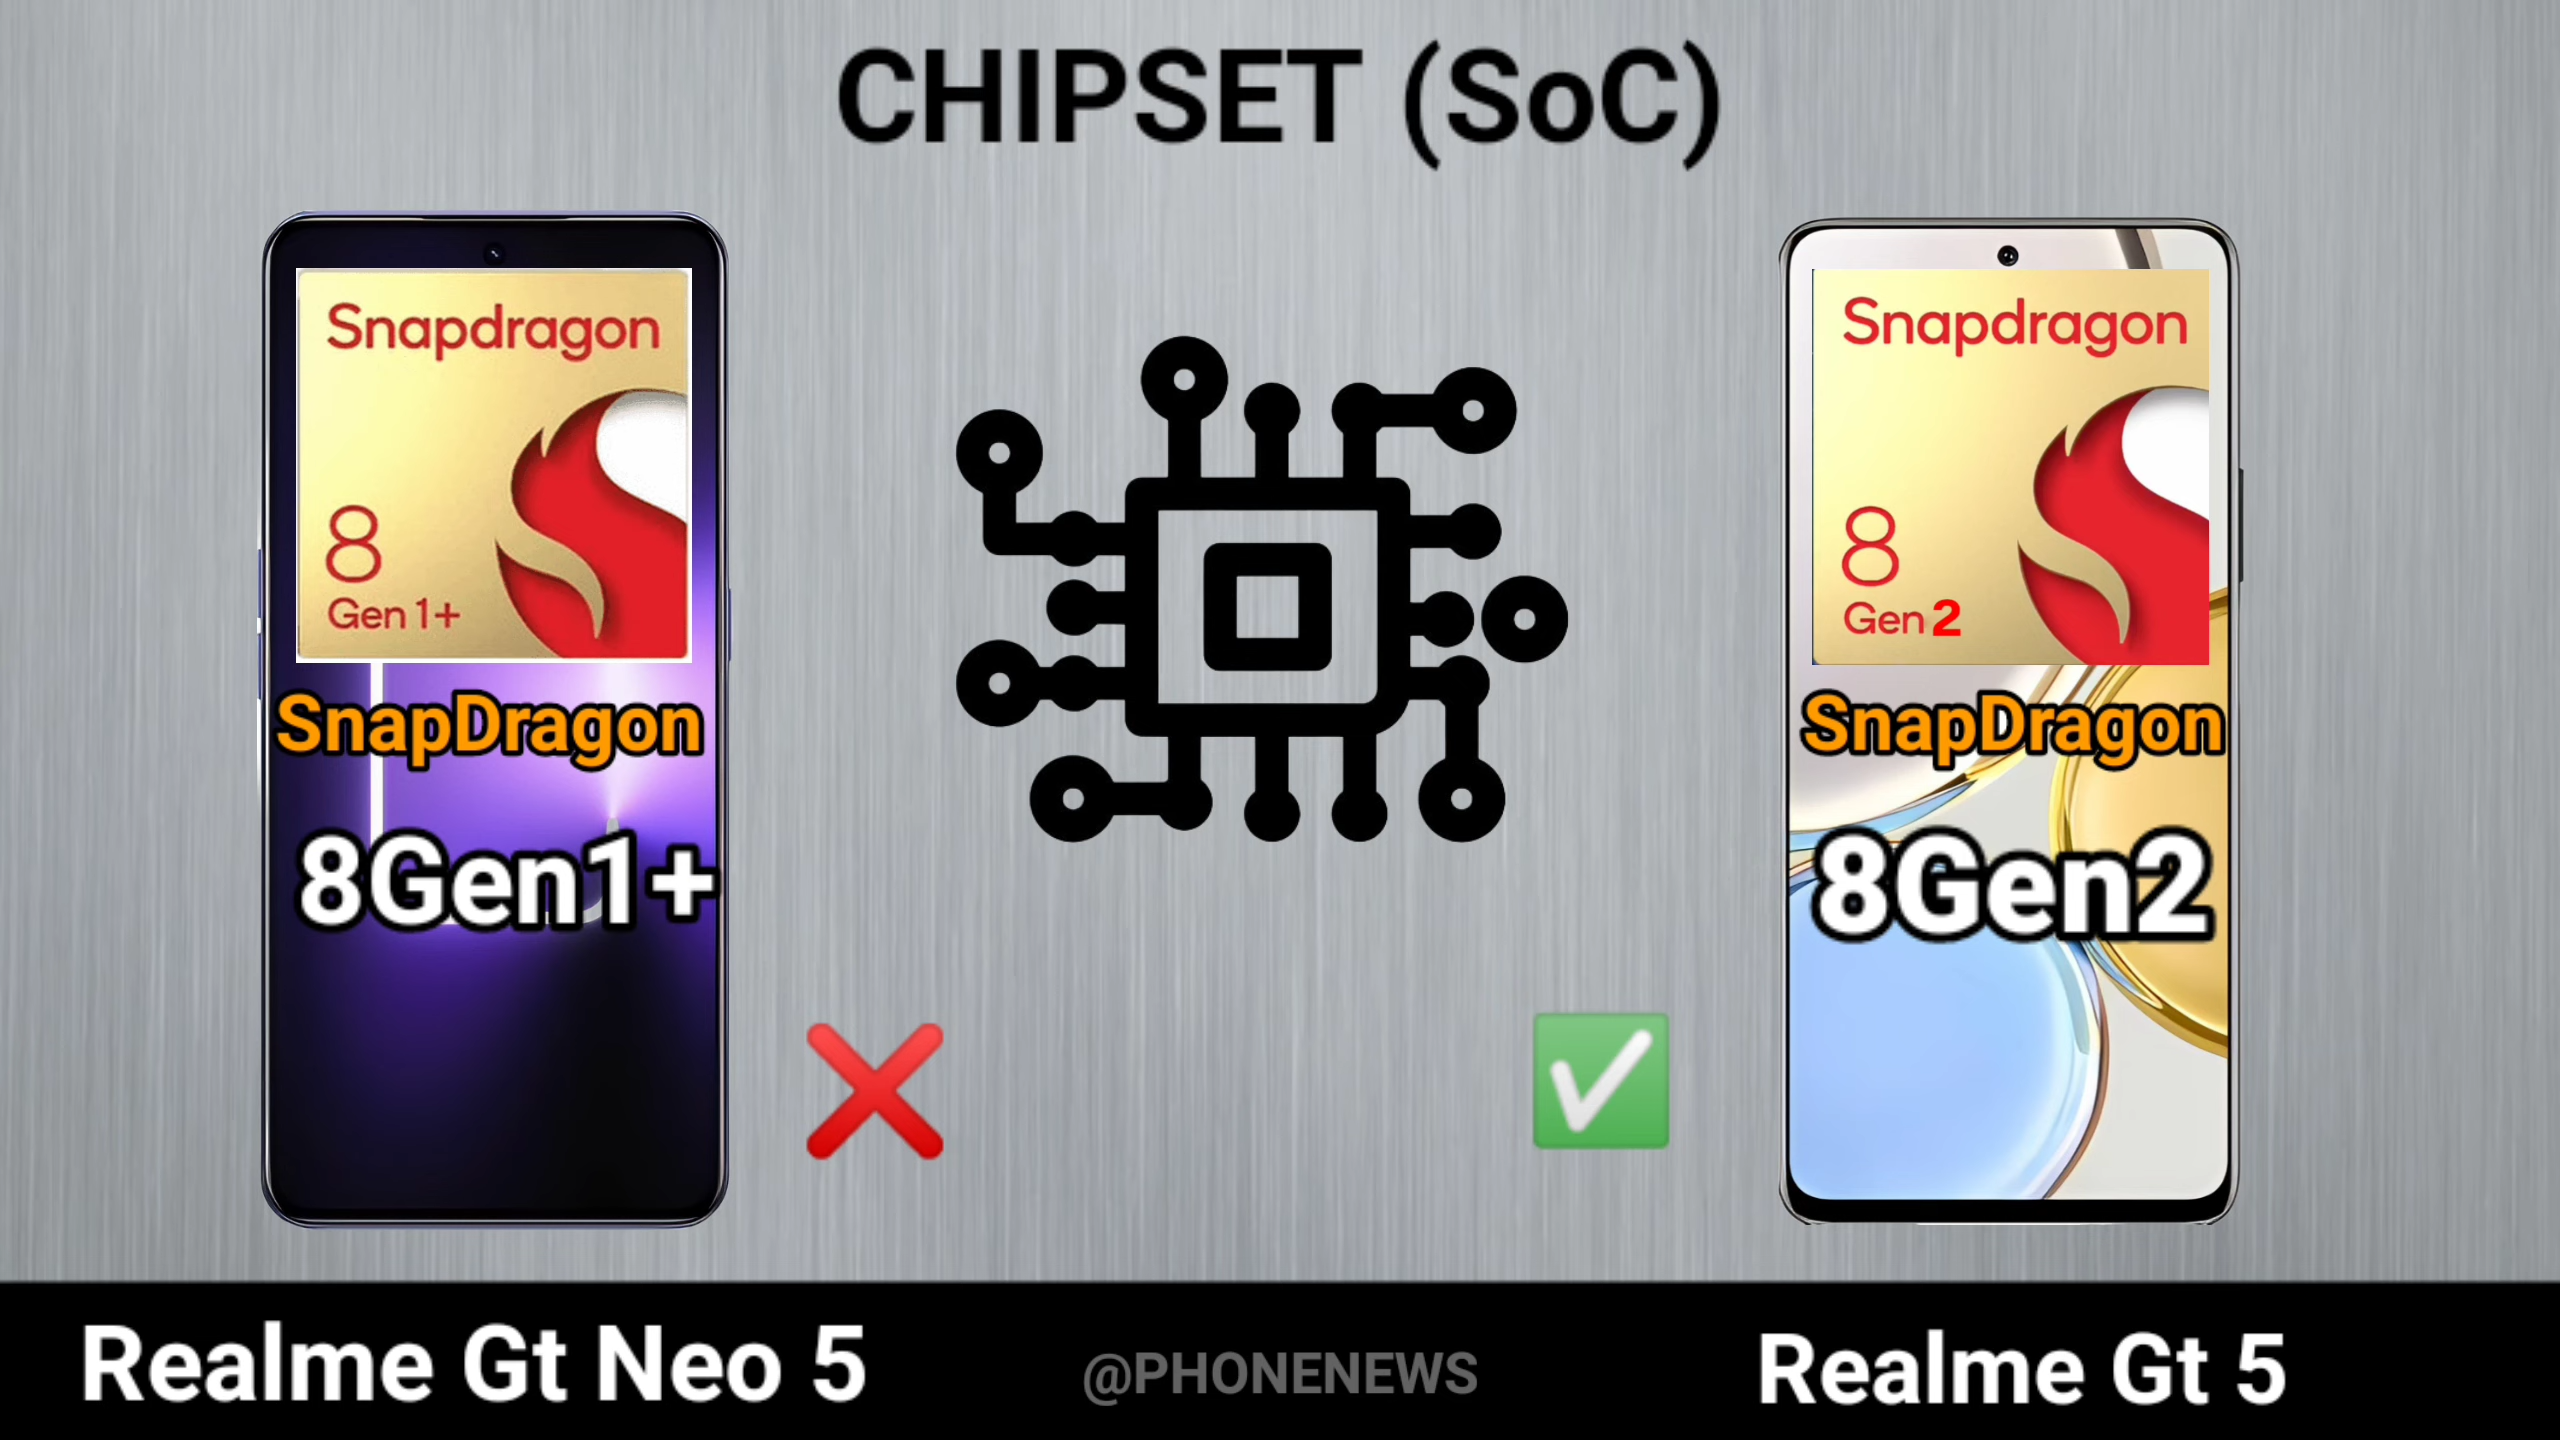 CHIPSET (SoC)
Snapdragon
8
Gen 1+
SnapDragon
8Gen1+
Snapdragon
8
Gen 2
SnapDragon
8Gen2
Realme Gt Neo 5
@PHONENEWS
Realme Gt 5